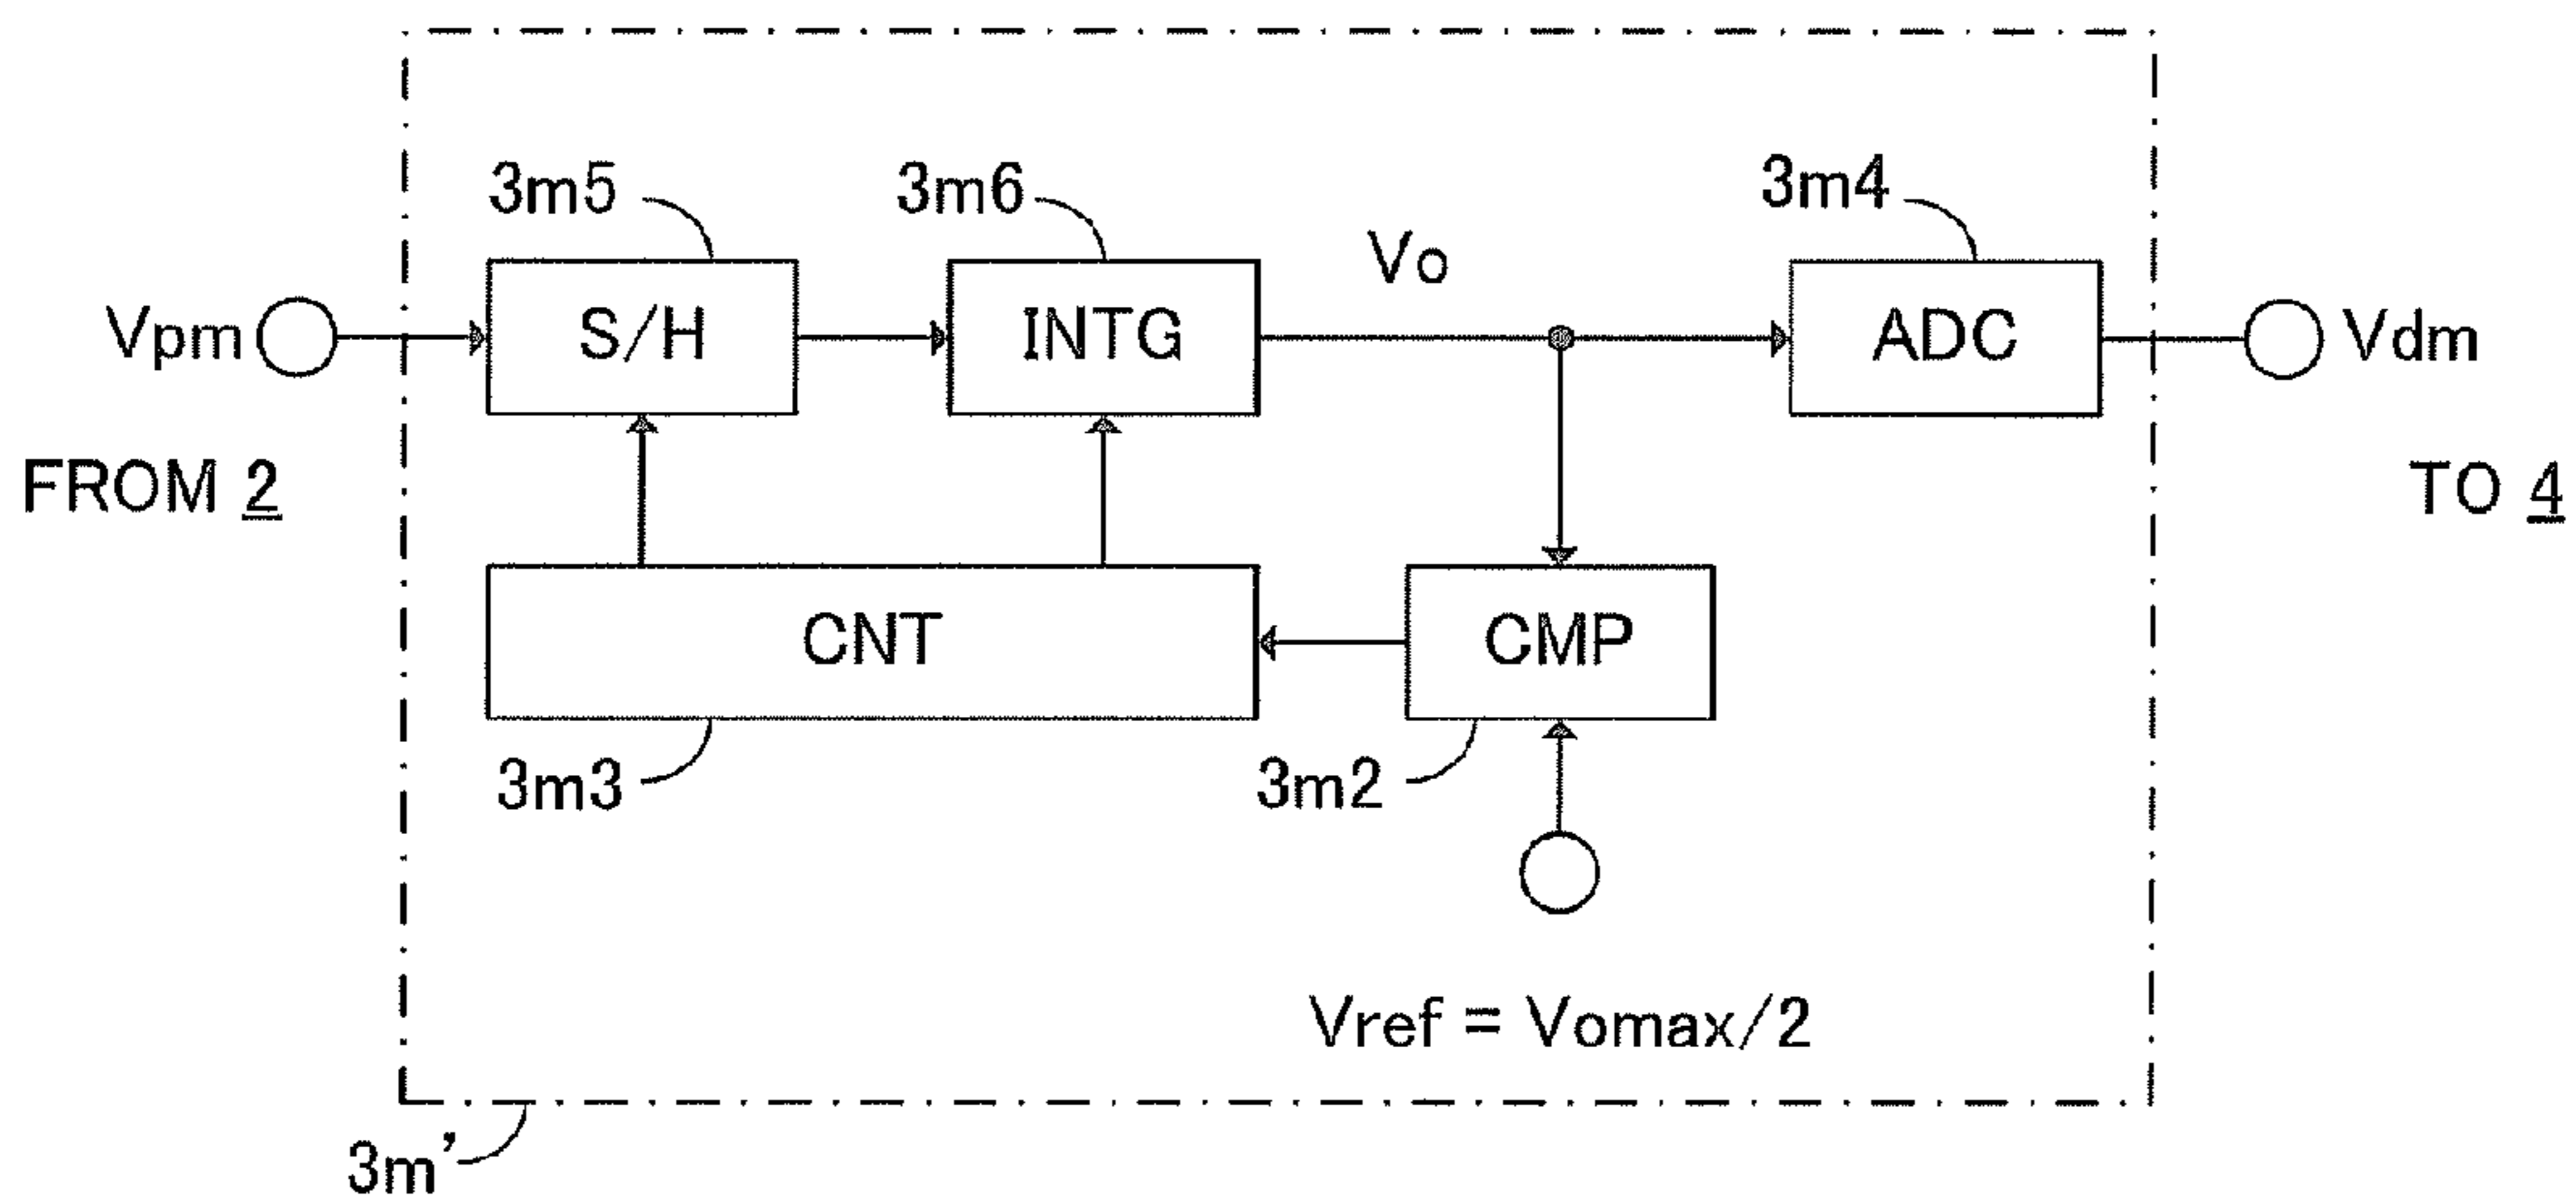 3m5
3m6
3m4
Vo
Vpm
S/H
INTG
ADC
Vdm
FROM 2
TO 4
CNT
CMP
3m3
3m2
Vref = Vomax/2
3m'